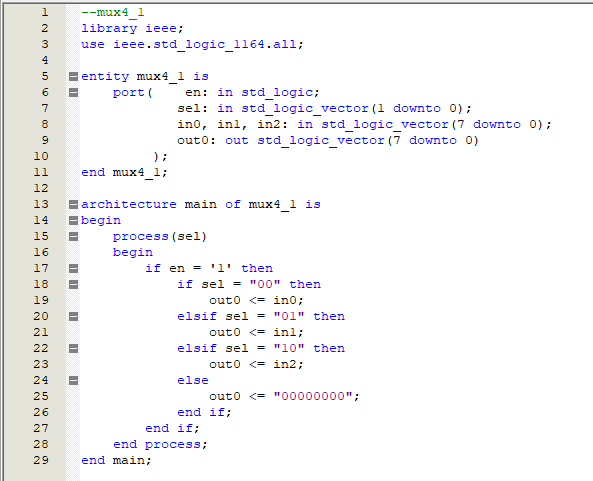 1 --mux4_1
2 library ieee;
3 use ieee.std_logic_1164.all;
4
5 entity mux4_1 is
6     port(    en: in std_logic;
7             sel: in std_logic_vector(1 downto 0);
8             in0, in1, in2: in std_logic_vector(7 downto 0);
9             out0: out std_logic_vector(7 downto 0)
10          );
11 end mux4_1;
12
13 architecture main of mux4_1 is
14 begin
15     process(sel)
16     begin
17         if en = '1' then
18             if sel = "00" then
19                 out0 <= in0;
20             elsif sel = "01" then
21                 out0 <= in1;
22             elsif sel = "10" then
23                 out0 <= in2;
24             else
25                 out0 <= "00000000";
26             end if;
27         end if;
28     end process;
29 end main;